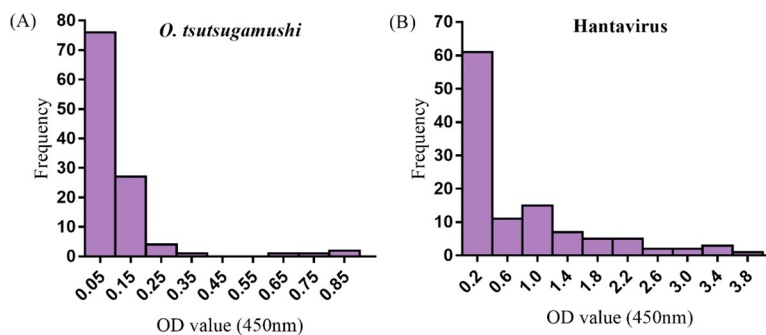 (A)
O. tsutsugamushi
80
70
60
50
40
30
20
10
0
Frequency
0.05 0.15 0.25 0.35 0.45 0.55 0.65 0.75 0.85
OD value (450nm)
(B)
Hantavirus
70
60
50
40
30
20
10
0
Frequency
0.2 0.6 1.0 1.4 1.8 2.2 2.6 3.0 3.4 3.8
OD value (450nm)